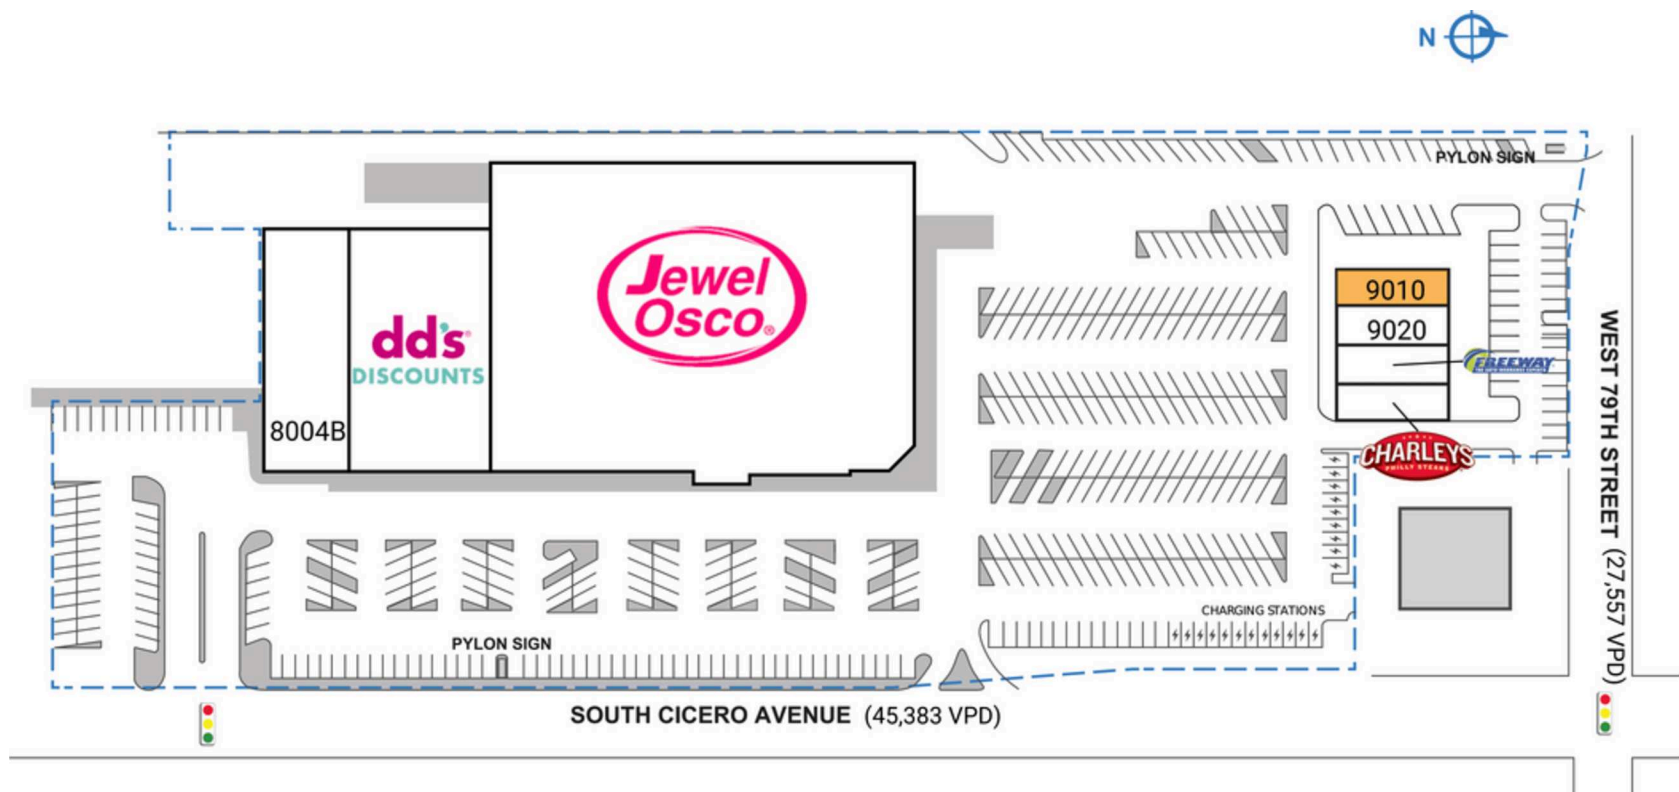 N
PYLON SIGN
Jewel
Osco®
9010
9020
FREEWAY
dd's®
DISCOUNTS
8004B
CHARLEYS
PHILLY STEAKS
WEST 79TH STREET (27,557 VPD)
CHARGING STATIONS
PYLON SIGN
SOUTH CICERO AVENUE (45,383 VPD)